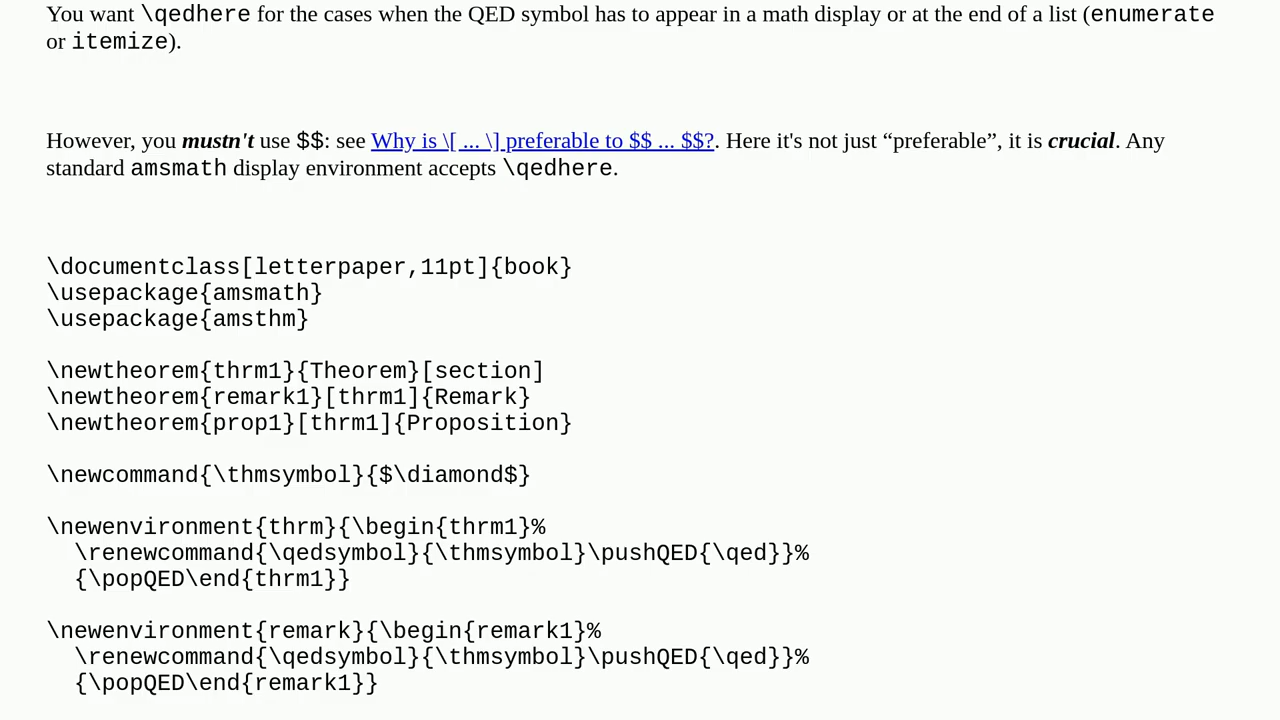 You want \qedhere for the cases when the QED symbol has to appear in a math display or at the end of a list (enumerate
or itemize).
However, you mustn't use $$: see Why is \[ ... \] preferable to $$ ... $$?. Here it's not just “preferable”, it is crucial. Any
standard amsmath display environment accepts \qedhere.
\documentclass[letterpaper,11pt]{book}
\usepackage{amsmath}
\usepackage{amsthm}
\newtheorem{thrm1}{Theorem}[section]
\newtheorem{remark1}[thrm1]{Remark}
\newtheorem{prop1}[thrm1]{Proposition}
\newcommand{\thmsymbol}{$\diamond$}
\newenvironment{thrm}{\begin{thrm1}%
  \renewcommand{\qedsymbol}{\thmsymbol}\pushQED{\qed}}%
  {\popQED\end{thrm1}}
\newenvironment{remark}{\begin{remark1}%
  \renewcommand{\qedsymbol}{\thmsymbol}\pushQED{\qed}}%
  {\popQED\end{remark1}}